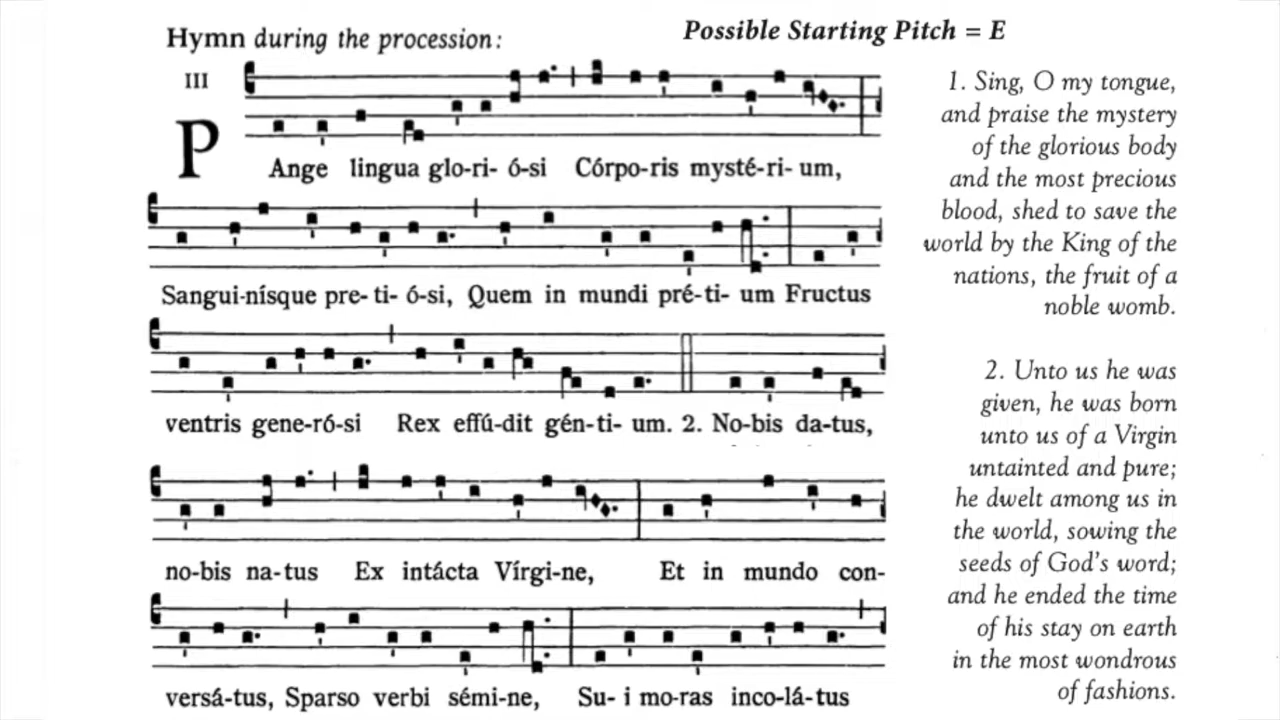 Hymn during the procession:
Possible Starting Pitch = E
III
P
Ange lingua glo-ri- ó-si Córpo-ris mysté-ri- um,
Sangui-nísque pre- ti- ó-si, Quem in mundi pré-ti- um Fructus
ventris gene-ró-si Rex effú-dit gén-ti- um. 2. No-bis da-tus,
no-bis na-tus Ex intácta Vírgi-ne, Et in mundo con-
versá-tus, Sparso verbi sémi-ne, Su- i mo-ras inco-lá-tus
1. Sing, O my tongue,
and praise the mystery
of the glorious body
and the most precious
blood, shed to save the
world by the King of the
nations, the fruit of a
noble womb.
2. Unto us he was
given, he was born
unto us of a Virgin
untainted and pure;
he dwelt among us in
the world, sowing the
seeds of God's word;
and he ended the time
of his stay on earth
in the most wondrous
of fashions.